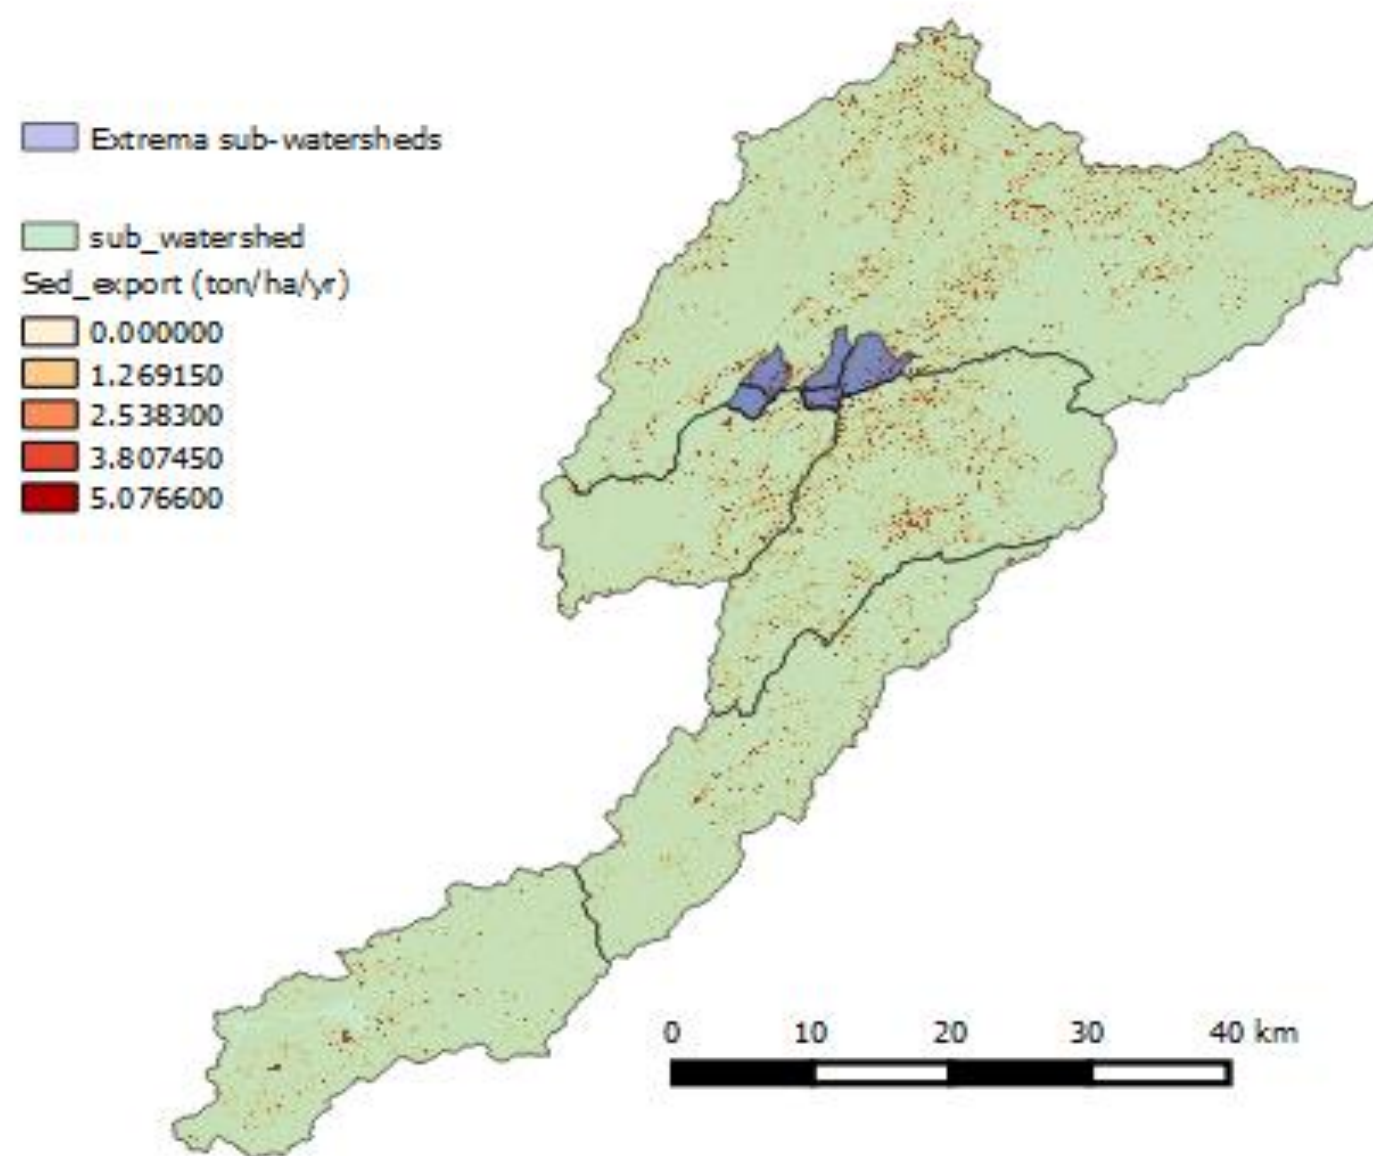 Extrema sub-watersheds
sub_watershed
Sed_export (ton/ha/yr)
0.000000
1.269150
2.538300
3.807450
5.076600
0 10 20 30 40 km